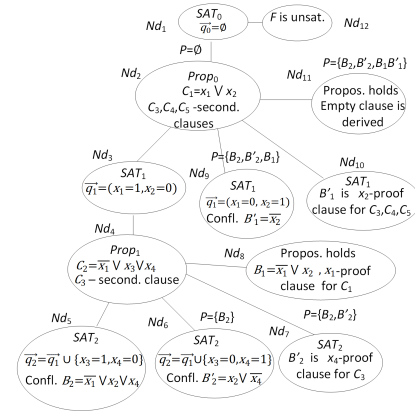 Nd₁
SAT₀
q₀⃗=∅
F is unsat.
Nd₁₂
P=∅
Nd₂
Prop₀
C₁=x₁ ⋁ x₂
C₃,C₄,C₅ -second.
clauses
P={B₂,B′₂,B₁B′₁}
Nd₁₁
Propos. holds
Empty clause is
derived
Nd₃
SAT₁
q₁⃗=(x₁=1,x₂=0)
P={B₂,B′₂,B₁}
Nd₉
SAT₁
q₁⃗=(x₁=0, x₂=1)
Confl. B′₁=x̅₂
Nd₁₀
SAT₁
B′₁ is x₂-proof
clause for C₃,C₄,C₅
Nd₄
Prop₁
C₂=x̅₁ ⋁ x₃⋁x₄
C₃ – second. clause
Nd₈
Propos. holds
B₁=x̅₁ ⋁ x₂ , x₁-proof
clause for C₁
Nd₅
SAT₂
q₂⃗=q₁⃗ ∪ {x₃=1,x₄=0}
Confl. B₂=x̅₁ ⋁x₂⋁x₄
Nd₆
P={B₂}
SAT₂
q₂⃗=q₁⃗∪{x₃=0,x₄=1}
Confl. B′₂=x₂⋁ x̅₄
P={B₂,B′₂}
Nd₇
SAT₂
B′₂ is x₄-proof
clause for C₃